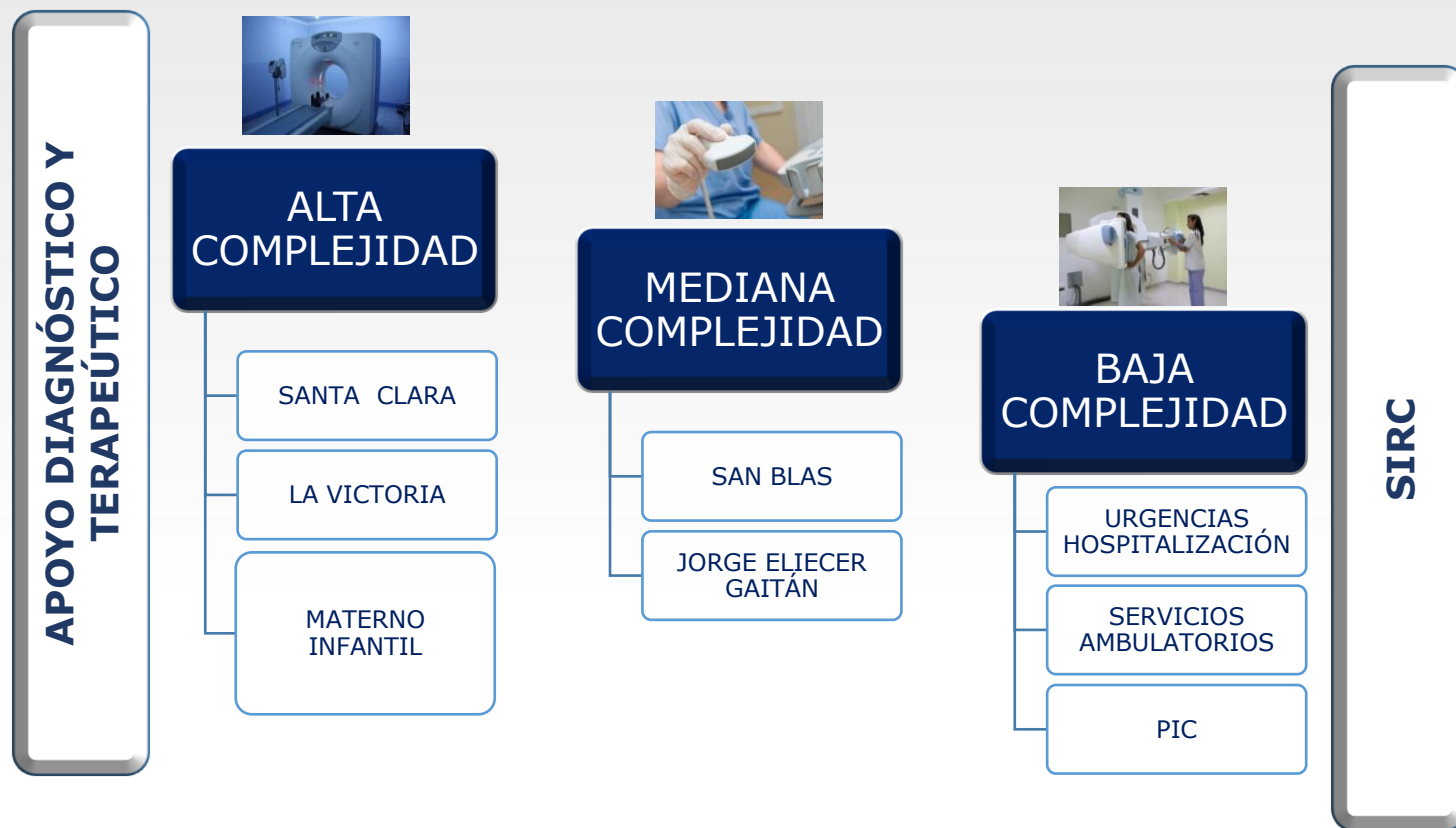 APOYO DIAGNÓSTICO Y
TERAPEÚTICO
ALTA
COMPLEJIDAD
SANTA CLARA
LA VICTORIA
MATERNO
INFANTIL
MEDIANA
COMPLEJIDAD
SAN BLAS
JORGE ELIECER
GAITÁN
BAJA
COMPLEJIDAD
URGENCIAS
HOSPITALIZACIÓN
SERVICIOS
AMBULATORIOS
PIC
SIRC